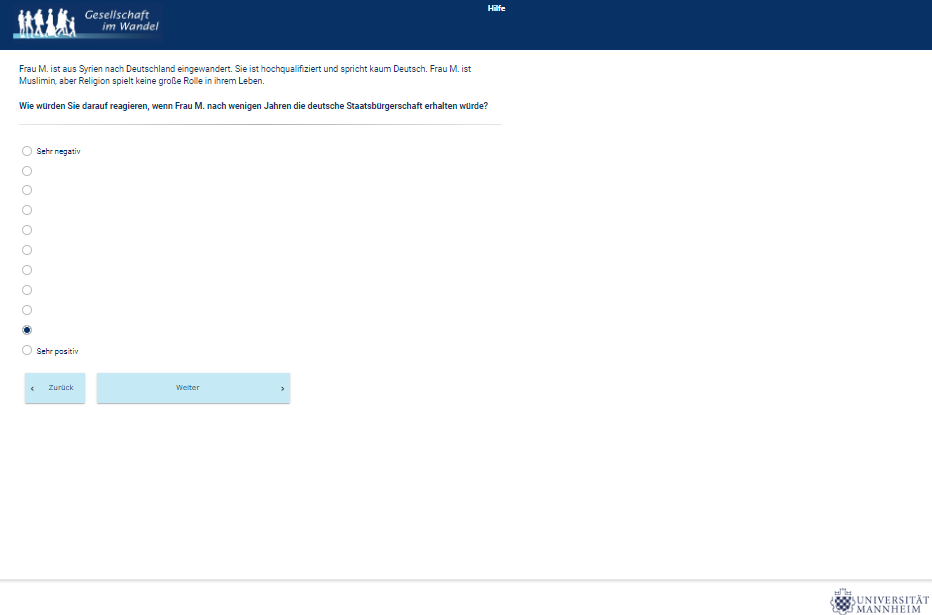 Gesellschaft
im Wandel
Hilfe
Frau M. ist aus Syrien nach Deutschland eingewandert. Sie ist hochqualifiziert und spricht kaum Deutsch. Frau M. ist
Muslimin, aber Religion spielt keine große Rolle in ihrem Leben.
Wie würden Sie darauf reagieren, wenn Frau M. nach wenigen Jahren die deutsche Staatsbürgerschaft erhalten würde?
Sehr negativ
Sehr positiv
‹ Zurück
Weiter ›
UNIVERSITÄT
MANNHEIM